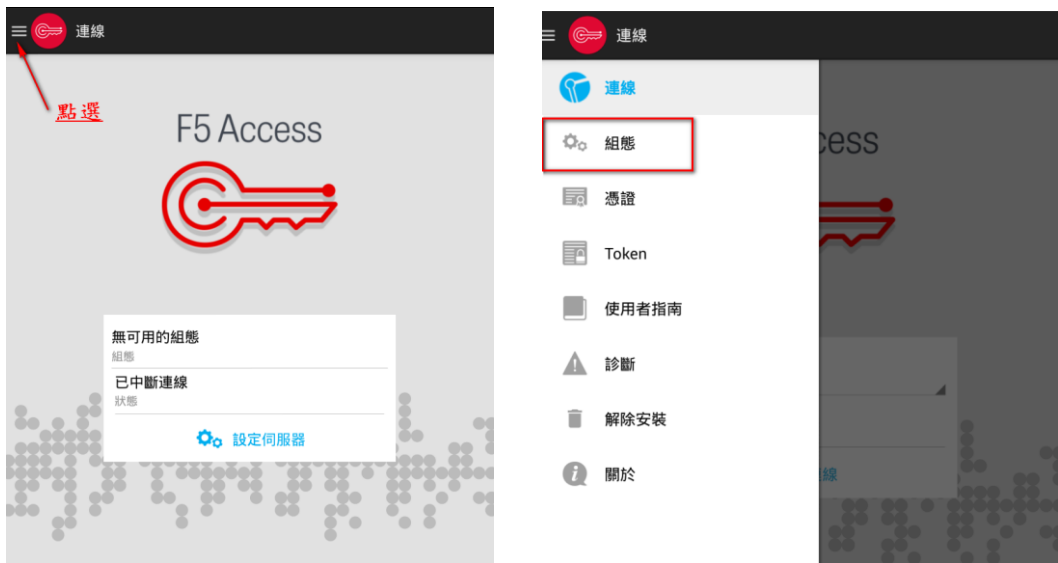 連線
點選
F5 Access
無可用的組態
組態
已中斷連線
狀態
設定伺服器
連線
連線
組態
憑證
Token
使用者指南
診斷
解除安裝
關於
cess
線